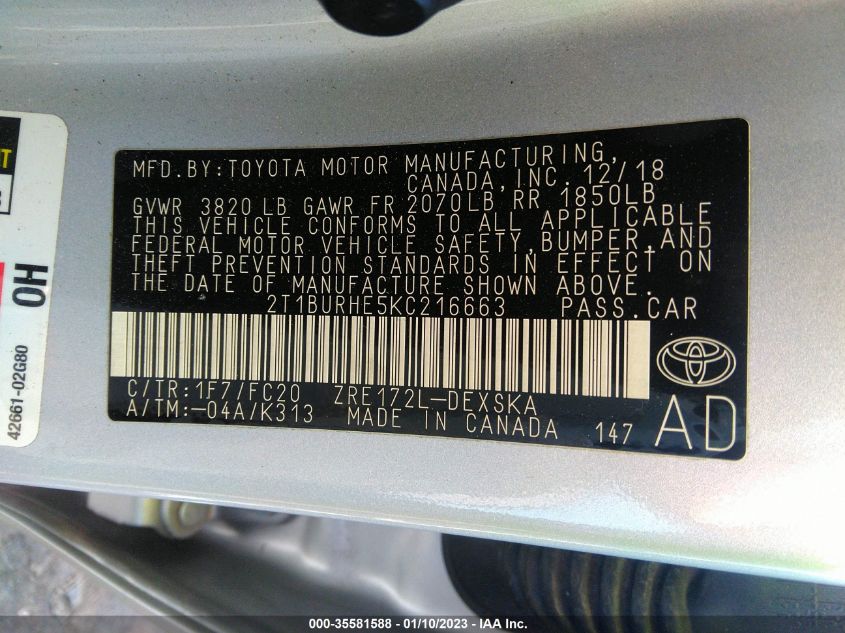 MFD.BY:TOYOTA MOTOR MANUFACTURING,
CANADA,INC. 12/18
GVWR 3820LB GAWR FR 2070LB RR 1850LB
THIS VEHICLE CONFORMS TO ALL APPLICABLE
FEDERAL MOTOR VEHICLE SAFETY,BUMPER,AND
THEFT PREVENTION STANDARDS IN EFFECT ON
THE DATE OF MANUFACTURE SHOWN ABOVE.
2T1BURHE5KC216663 PASS.CAR
C/TR:1F7/FC20 ZRE172L-DEXSKA
A/TM:-04A/K313 MADE IN CANADA 147
AD
OH
42661-02G80
000-35581588 - 01/10/2023 - IAA, Inc.